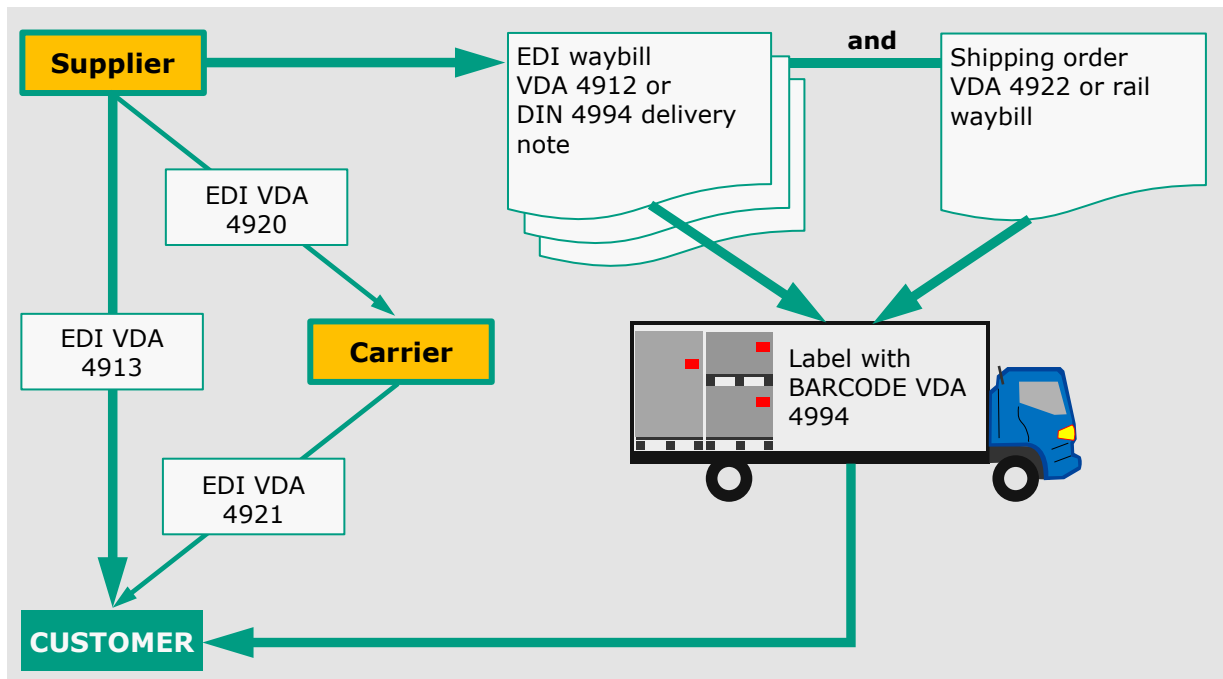 Supplier
EDI waybill
VDA 4912 or
DIN 4994 delivery
note
and
Shipping order
VDA 4922 or rail
waybill
EDI VDA
4920
EDI VDA
4913
Carrier
Label with
BARCODE VDA
4994
EDI VDA
4921
CUSTOMER